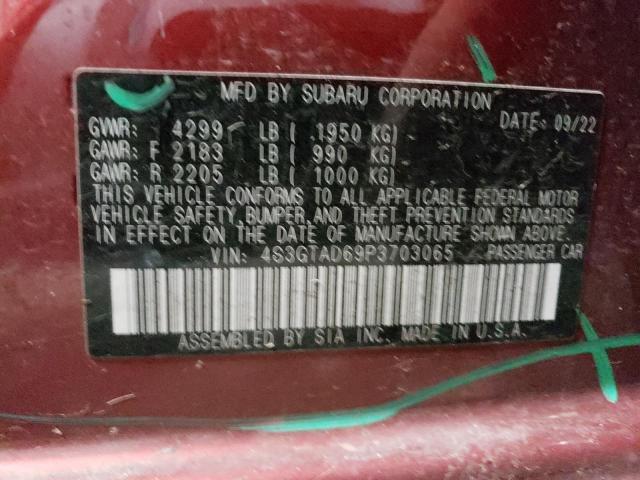 MFD BY SUBARU CORPORATION
DATE: 09/22
GVWR: 4299 LB ( 1950 KG)
GAWR: F 2183 LB ( 990 KG)
GAWR: R 2205 LB ( 1000 KG)
THIS VEHICLE CONFORMS TO ALL APPLICABLE FEDERAL MOTOR
VEHICLE SAFETY, BUMPER, AND THEFT PREVENTION STANDARDS
IN EFFECT ON THE DATE OF MANUFACTURE SHOWN ABOVE.
VIN: 4S3GTAD69P3703065 PASSENGER CAR
ASSEMBLED BY SIA INC. MADE IN U.S.A.